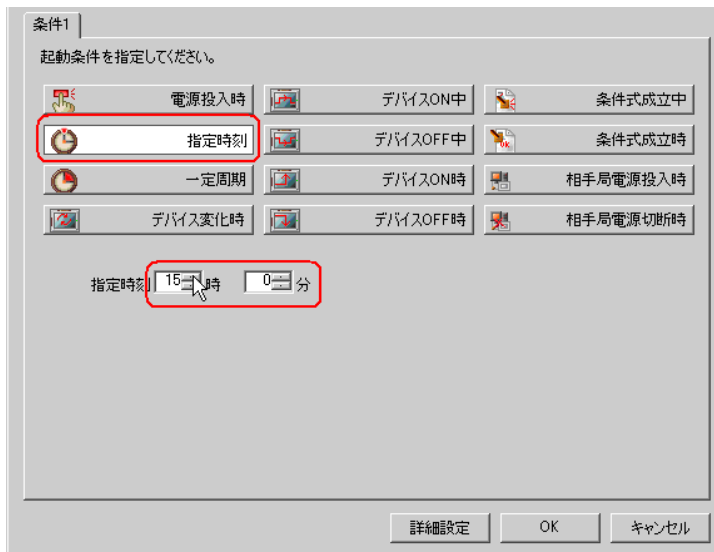 条件1
起動条件を指定してください。
電源投入時 デバイスON中 条件式成立中
指定時刻 デバイスOFF中 条件式成立時
一定周期 デバイスON時 相手局電源投入時
デバイス変化時 デバイスOFF時 相手局電源切断時
指定時刻 15 時 0 分
詳細設定 OK キャンセル